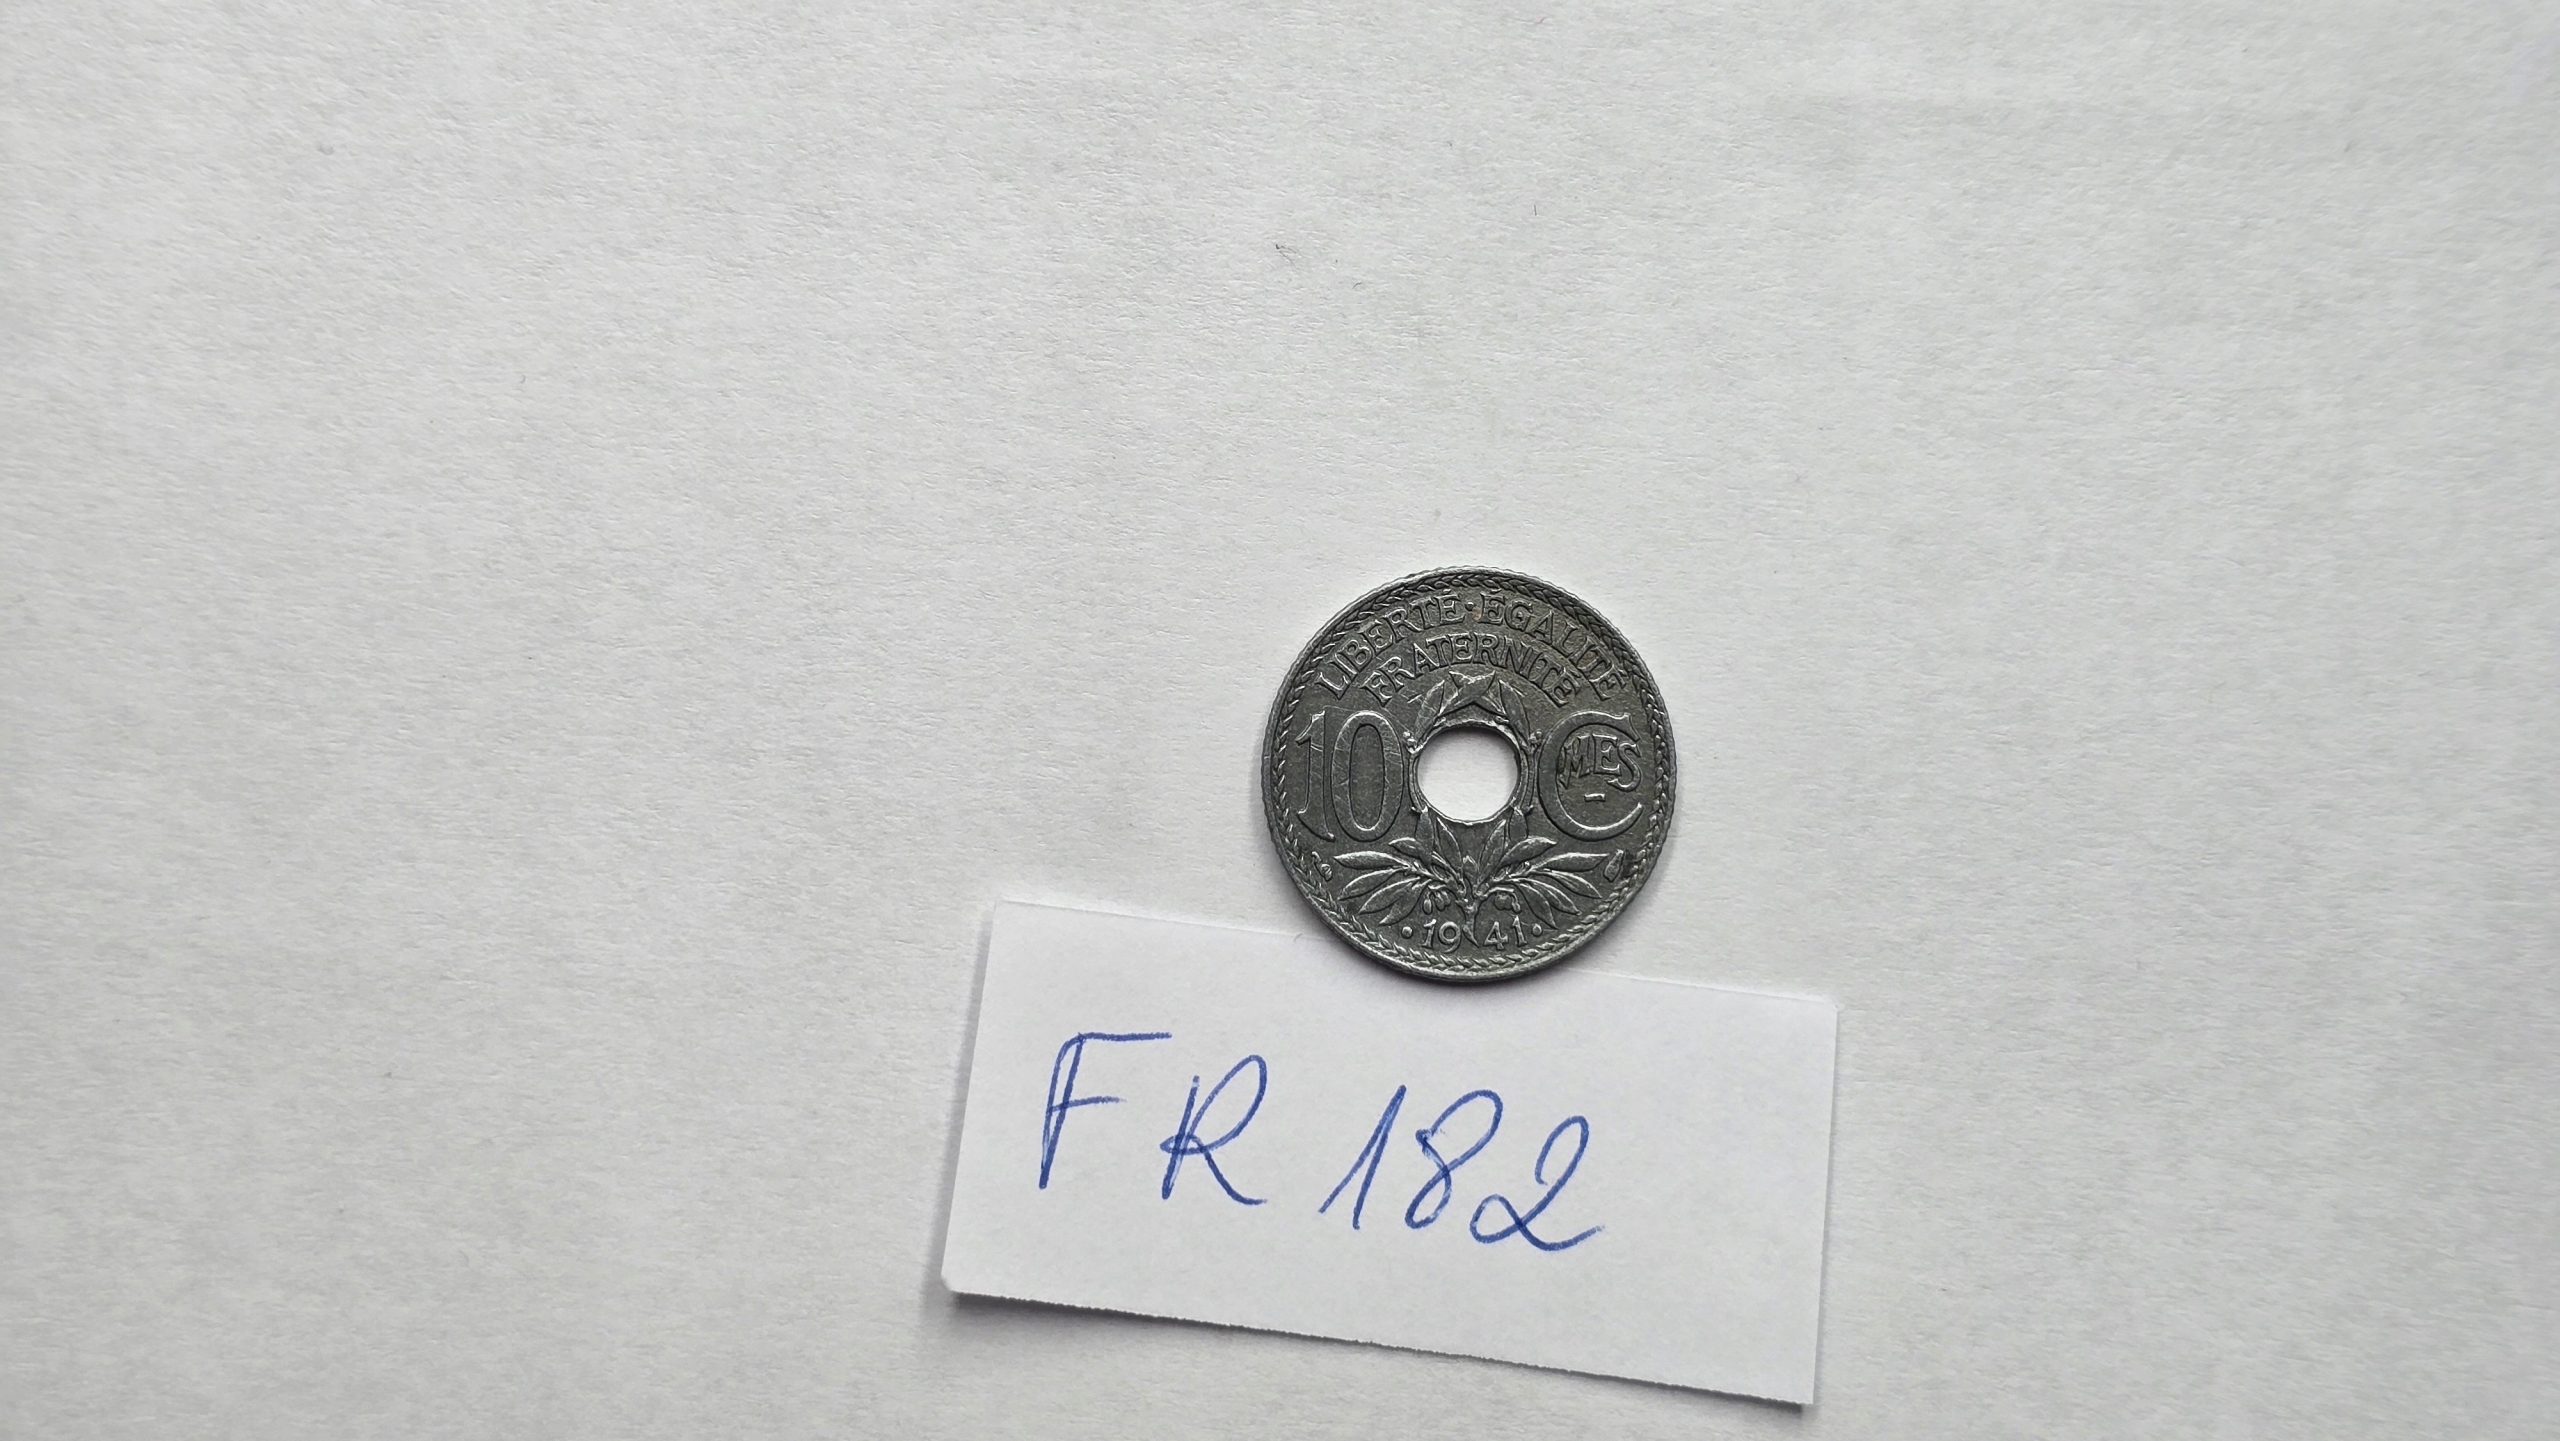 LIBERTÉ·ÉGALITÉ
FRATERNITÉ
10 CMES
·1941·
FR 182